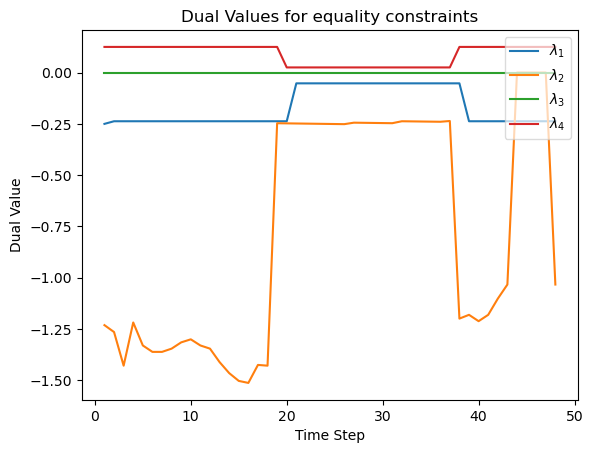 Dual Values for equality constraints
Dual Value
0.00
−0.25
−0.50
−0.75
−1.00
−1.25
−1.50
λ1
λ2
λ3
λ4
0 10 20 30 40 50
Time Step